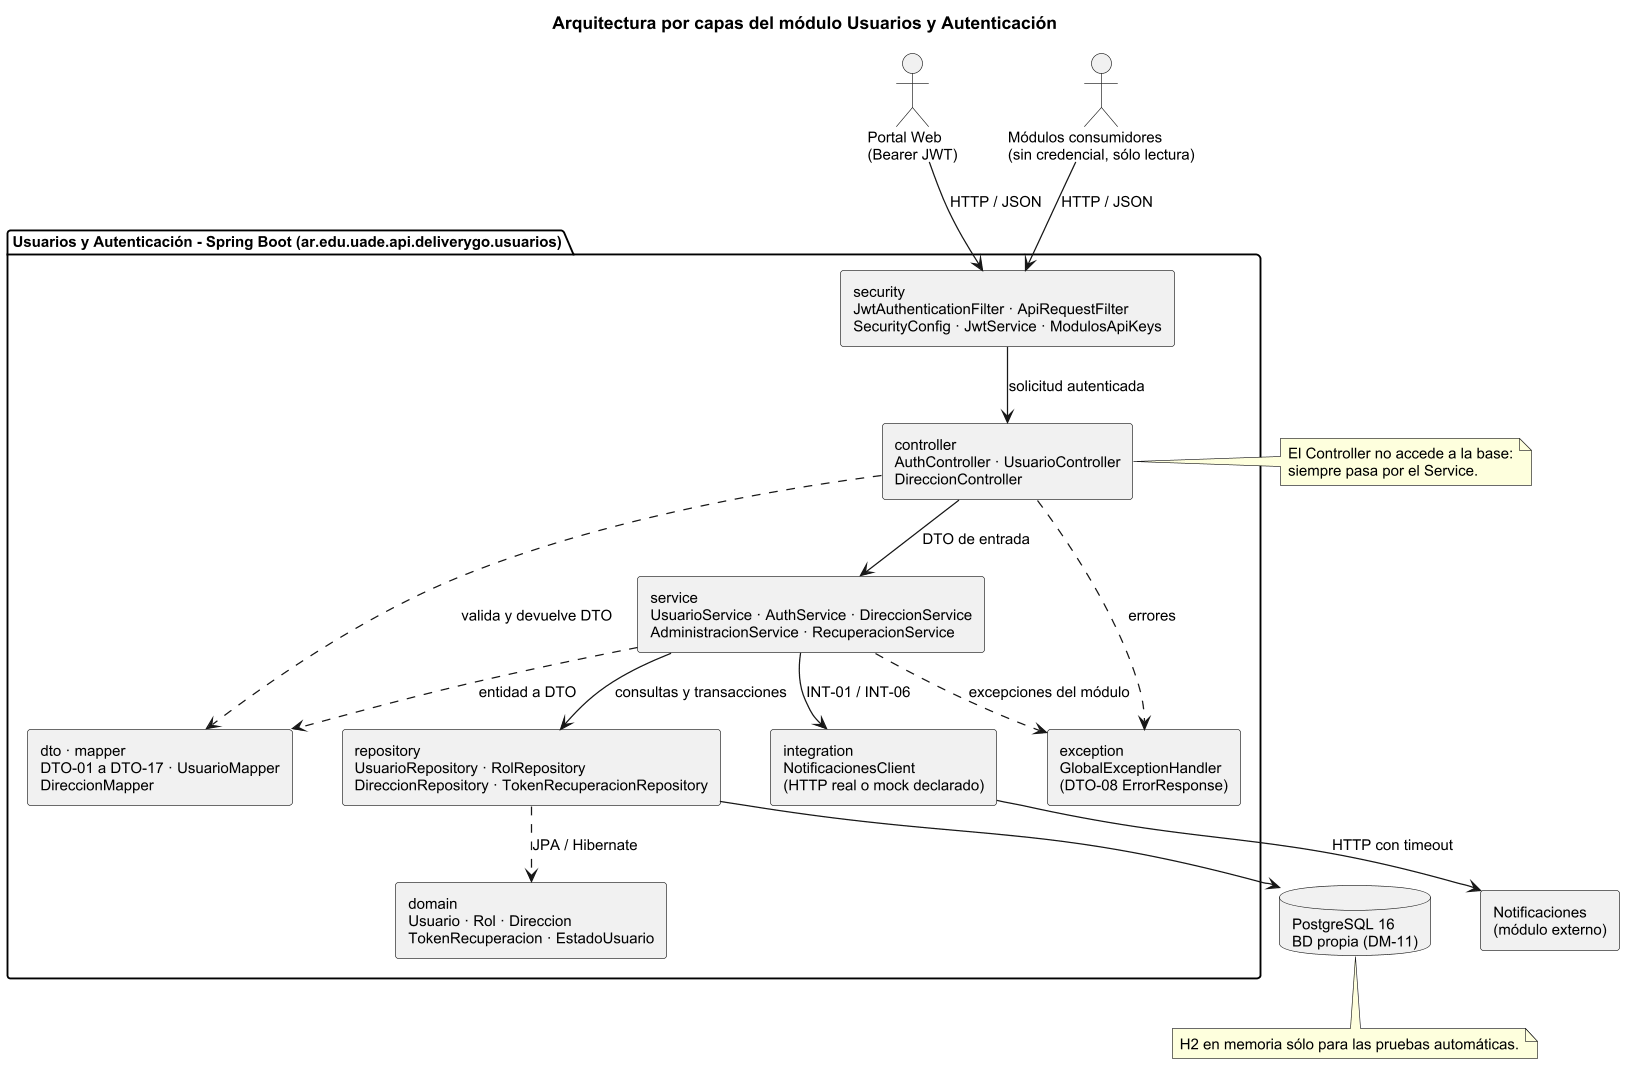 Arquitectura por capas del módulo Usuarios y Autenticación
Portal Web
(Bearer JWT)
Módulos consumidores
(sin credencial, sólo lectura)
HTTP / JSON
HTTP / JSON
Usuarios y Autenticación - Spring Boot (ar.edu.uade.api.deliverygo.usuarios)
security
JwtAuthenticationFilter · ApiRequestFilter
SecurityConfig · JwtService · ModulosApiKeys
solicitud autenticada
controller
AuthController · UsuarioController
DireccionController
El Controller no accede a la base:
siempre pasa por el Service.
DTO de entrada
service
UsuarioService · AuthService · DireccionService
AdministracionService · RecuperacionService
valida y devuelve DTO
errores
entidad a DTO
consultas y transacciones
INT-01 / INT-06
excepciones del módulo
dto · mapper
DTO-01 a DTO-17 · UsuarioMapper
DireccionMapper
repository
UsuarioRepository · RolRepository
DireccionRepository · TokenRecuperacionRepository
integration
NotificacionesClient
(HTTP real o mock declarado)
exception
GlobalExceptionHandler
(DTO-08 ErrorResponse)
JPA / Hibernate
HTTP con timeout
domain
Usuario · Rol · Direccion
TokenRecuperacion · EstadoUsuario
PostgreSQL 16
BD propia (DM-11)
Notificaciones
(módulo externo)
H2 en memoria sólo para las pruebas automáticas.